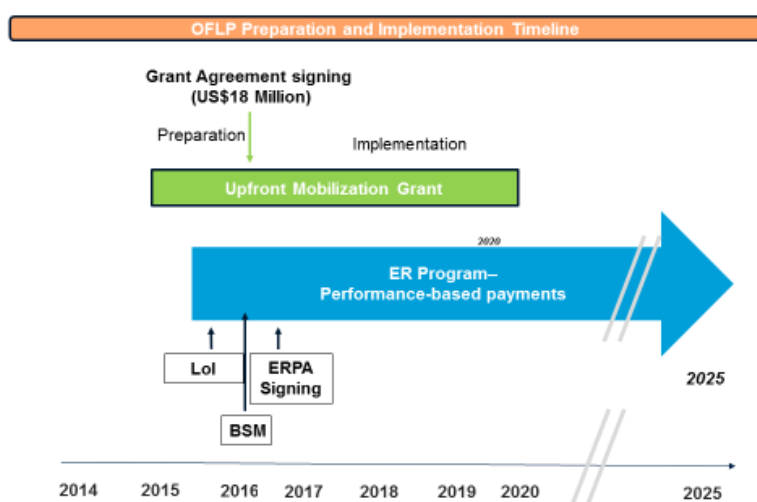 OFLP Preparation and Implementation Timeline
Grant Agreement signing
(US$18 Million)
Preparation
Implementation
Upfront Mobilization Grant
2020
ER Program–
Performance-based payments
LoI
ERPA
Signing
BSM
2025
2014 2015 2016 2017 2018 2019 2020 2025